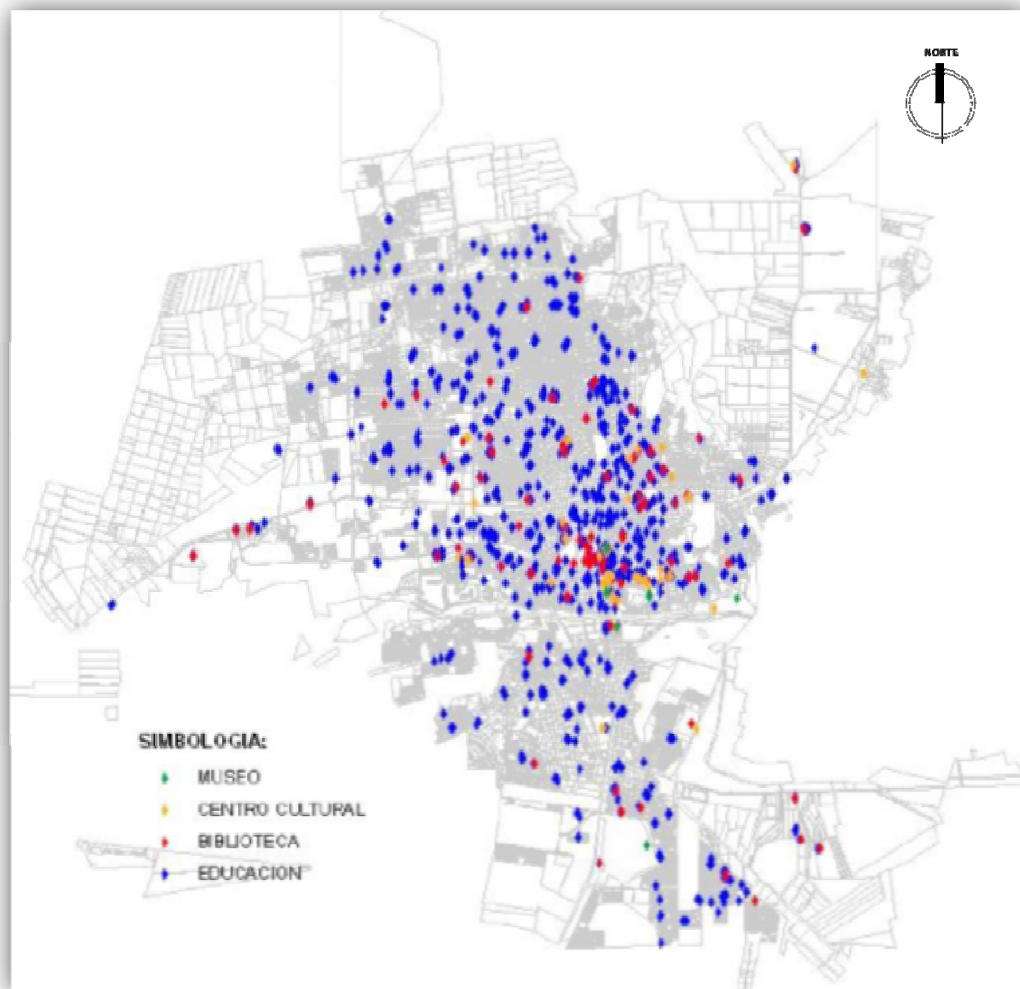 NORTE
SIMBOLOGIA:
MUSEO
CENTRO CULTURAL
BIBLIOTECA
EDUCACION